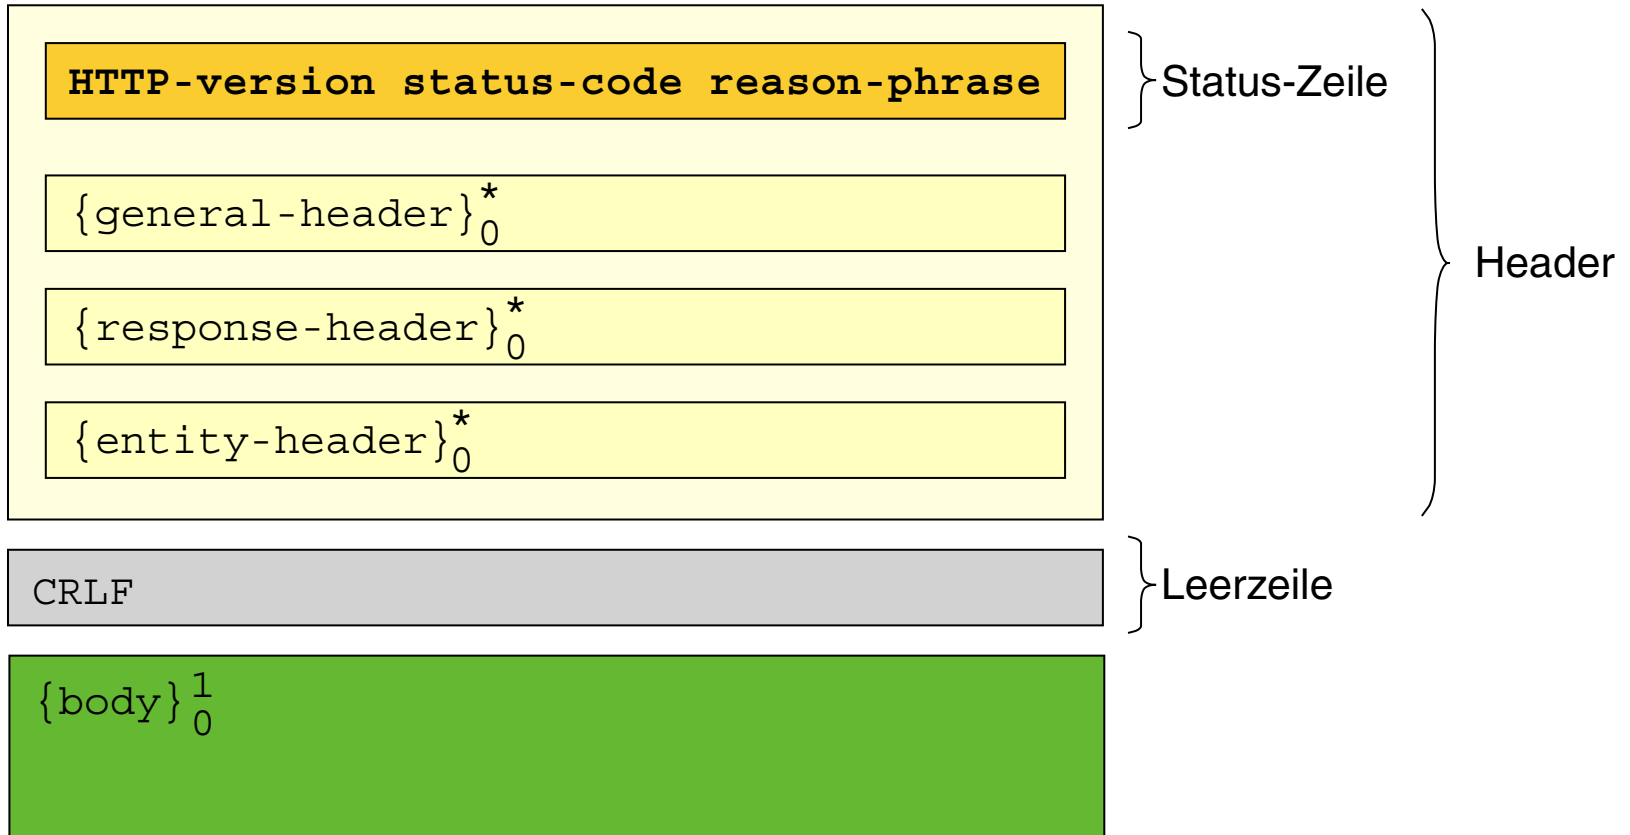 HTTP-version status-code reason-phrase
Status-Zeile
{general-header}*0
Header
{response-header}*0
{entity-header}*0
CRLF
Leerzeile
{body}10